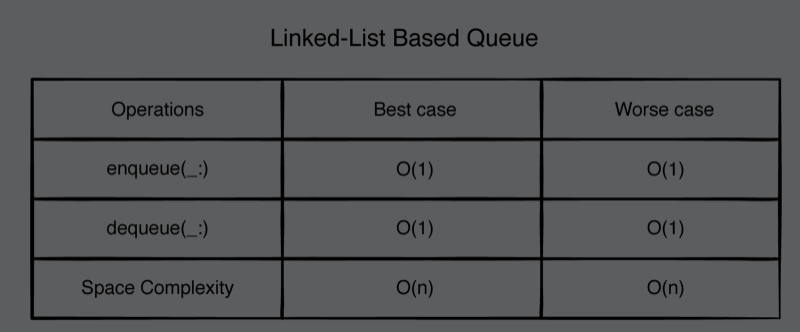 Linked-List Based Queue
Operations Best case Worse case
enqueue(_:) O(1) O(1)
dequeue(_:) O(1) O(1)
Space Complexity O(n) O(n)